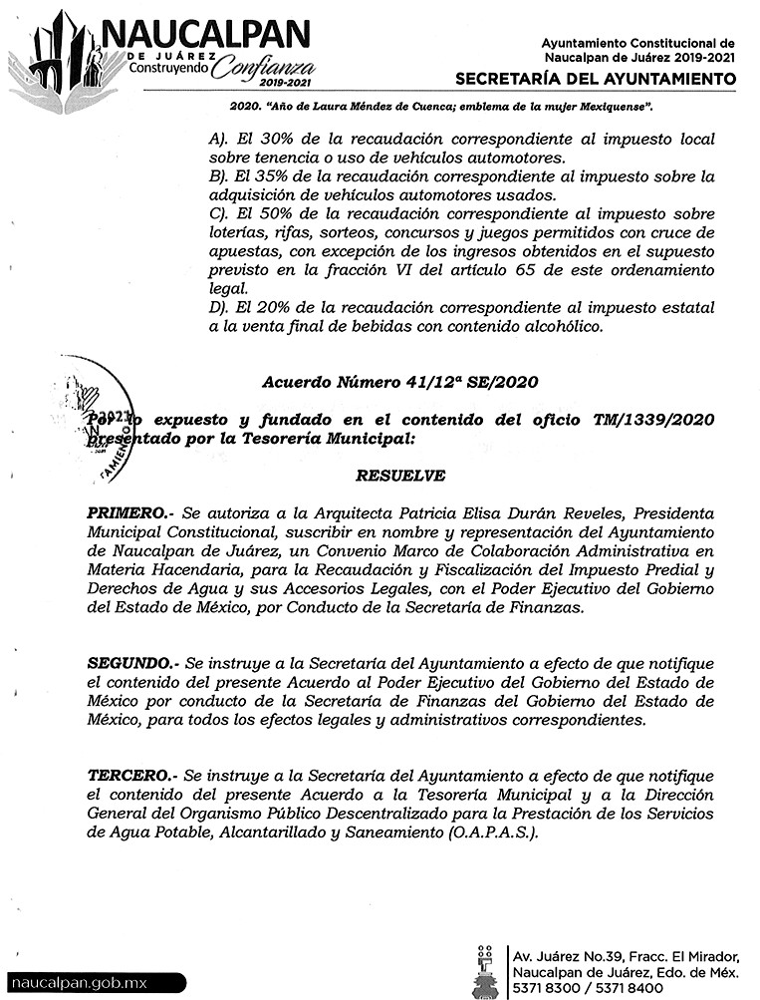 NAUCALPAN
DE JUÁREZ
Construyendo Confianza
2019-2021
Ayuntamiento Constitucional de
Naucalpan de Juárez 2019-2021
SECRETARÍA DEL AYUNTAMIENTO
2020. “Año de Laura Méndez de Cuenca; emblema de la mujer Mexiquense”.
A). El 30% de la recaudación correspondiente al impuesto local
sobre tenencia o uso de vehículos automotores.
B). El 35% de la recaudación correspondiente al impuesto sobre la
adquisición de vehículos automotores usados.
C). El 50% de la recaudación correspondiente al impuesto sobre
loterías, rifas, sorteos, concursos y juegos permitidos con cruce de
apuestas, con excepción de los ingresos obtenidos en el supuesto
previsto en la fracción VI del artículo 65 de este ordenamiento
legal.
D). El 20% de la recaudación correspondiente al impuesto estatal
a la venta final de bebidas con contenido alcohólico.
Acuerdo Número 41/12ª SE/2020
Por lo expuesto y fundado en el contenido del oficio TM/1339/2020
presentado por la Tesorería Municipal:
RESUELVE
PRIMERO.- Se autoriza a la Arquitecta Patricia Elisa Durán Reveles, Presidenta
Municipal Constitucional, suscribir en nombre y representación del Ayuntamiento
de Naucalpan de Juárez, un Convenio Marco de Colaboración Administrativa en
Materia Hacendaria, para la Recaudación y Fiscalización del Impuesto Predial y
Derechos de Agua y sus Accesorios Legales, con el Poder Ejecutivo del Gobierno
del Estado de México, por Conducto de la Secretaría de Finanzas.
SEGUNDO.- Se instruye a la Secretaría del Ayuntamiento a efecto de que notifique
el contenido del presente Acuerdo al Poder Ejecutivo del Gobierno del Estado de
México por conducto de la Secretaría de Finanzas del Gobierno del Estado de
México, para todos los efectos legales y administrativos correspondientes.
TERCERO.- Se instruye a la Secretaría del Ayuntamiento a efecto de que notifique
el contenido del presente Acuerdo a la Tesorería Municipal y a la Dirección
General del Organismo Público Descentralizado para la Prestación de los Servicios
de Agua Potable, Alcantarillado y Saneamiento (O.A.P.A.S.).
naucalpan.gob.mx
Av. Juárez No.39, Fracc. El Mirador,
Naucalpan de Juárez, Edo. de Méx.
5371 8300 / 5371 8400